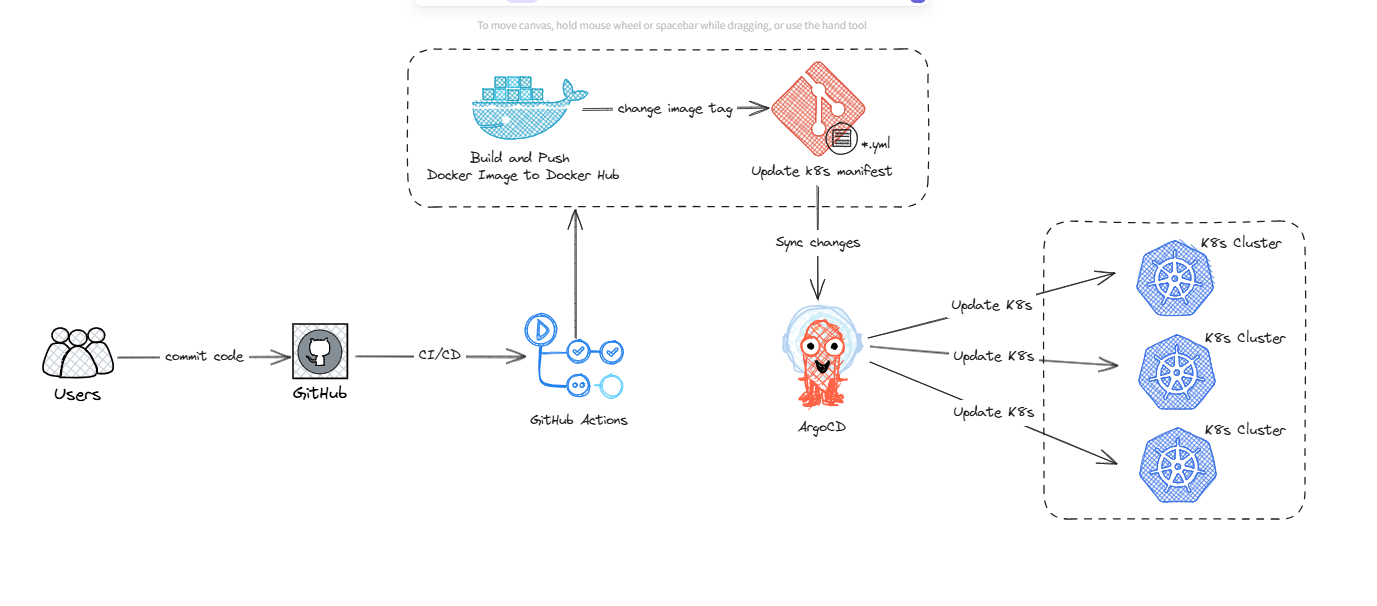 To move canvas, hold mouse wheel or spacebar while dragging, or use the hand tool
change image tag
*.yml
Build and Push
Docker Image to Docker Hub
Update k8s manifest
Sync changes
K8s Cluster
Update K8s
K8s Cluster
commit code
CI/CD
Update K8s
Users
GitHub
GitHub Actions
ArgoCD
Update K8s
K8s Cluster